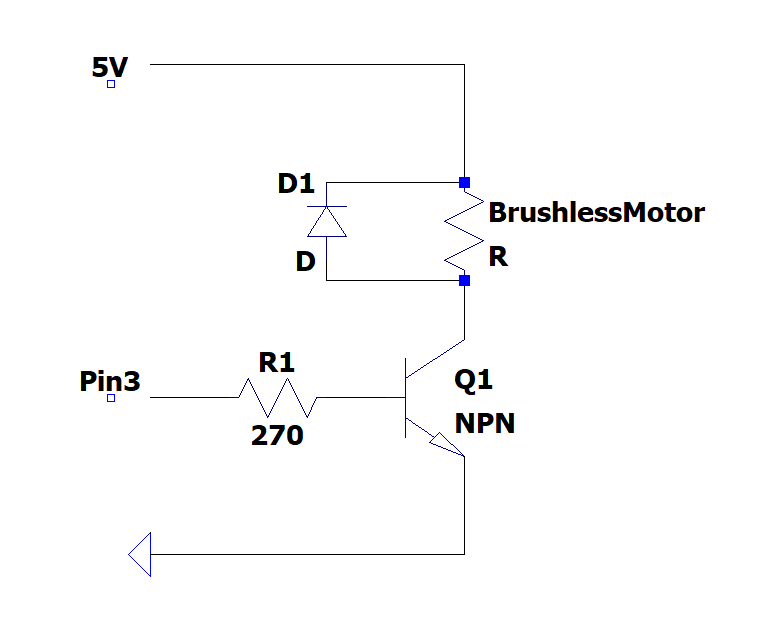 5V
D1
BrushlessMotor
D
R
R1
Pin3
Q1
270
NPN